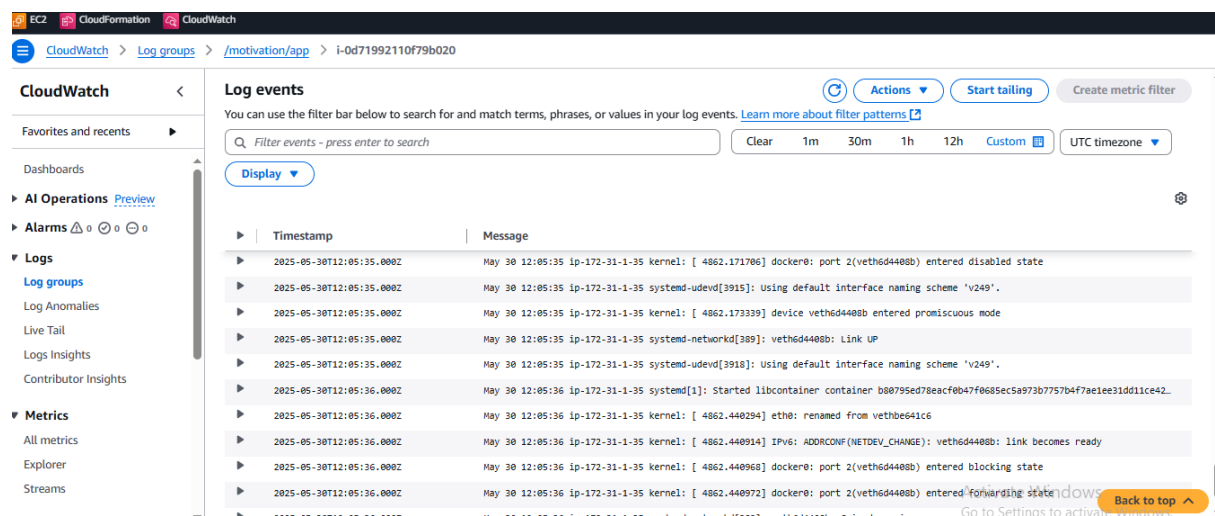 EC2 CloudFormation CloudWatch
CloudWatch > Log groups > /motivation/app > i-0d71992110f79b020
CloudWatch
Favorites and recents
Dashboards
AI Operations Preview
Alarms 0 0 0
Logs
Log groups
Log Anomalies
Live Tail
Logs Insights
Contributor Insights
Metrics
All metrics
Explorer
Streams
Log events
Actions Start tailing Create metric filter
You can use the filter bar below to search for and match terms, phrases, or values in your log events. Learn more about filter patterns
Filter events - press enter to search
Clear 1m 30m 1h 12h Custom UTC timezone
Display
Timestamp Message
2025-05-30T12:05:35.000Z May 30 12:05:35 ip-172-31-1-35 kernel: [ 4862.171706] docker0: port 2(veth6d4408b) entered disabled state
2025-05-30T12:05:35.000Z May 30 12:05:35 ip-172-31-1-35 systemd-udevd[3915]: Using default interface naming scheme 'v249'.
2025-05-30T12:05:35.000Z May 30 12:05:35 ip-172-31-1-35 kernel: [ 4862.173339] device veth6d4408b entered promiscuous mode
2025-05-30T12:05:35.000Z May 30 12:05:35 ip-172-31-1-35 systemd-networkd[389]: veth6d4408b: Link UP
2025-05-30T12:05:35.000Z May 30 12:05:35 ip-172-31-1-35 systemd-udevd[3918]: Using default interface naming scheme 'v249'.
2025-05-30T12:05:36.000Z May 30 12:05:36 ip-172-31-1-35 systemd[1]: Started libcontainer container b80795ed78eacf0b47f0685ec5a973b7757b4f7ae1ee31dd11ce42…
2025-05-30T12:05:36.000Z May 30 12:05:36 ip-172-31-1-35 kernel: [ 4862.440294] eth0: renamed from vethbe641c6
2025-05-30T12:05:36.000Z May 30 12:05:36 ip-172-31-1-35 kernel: [ 4862.440914] IPv6: ADDRCONF(NETDEV_CHANGE): veth6d4408b: link becomes ready
2025-05-30T12:05:36.000Z May 30 12:05:36 ip-172-31-1-35 kernel: [ 4862.440968] docker0: port 2(veth6d4408b) entered blocking state
2025-05-30T12:05:36.000Z May 30 12:05:36 ip-172-31-1-35 kernel: [ 4862.440972] docker0: port 2(veth6d4408b) entered forwarding state
Activate Windows
Go to Settings to activate Windows.
Back to top